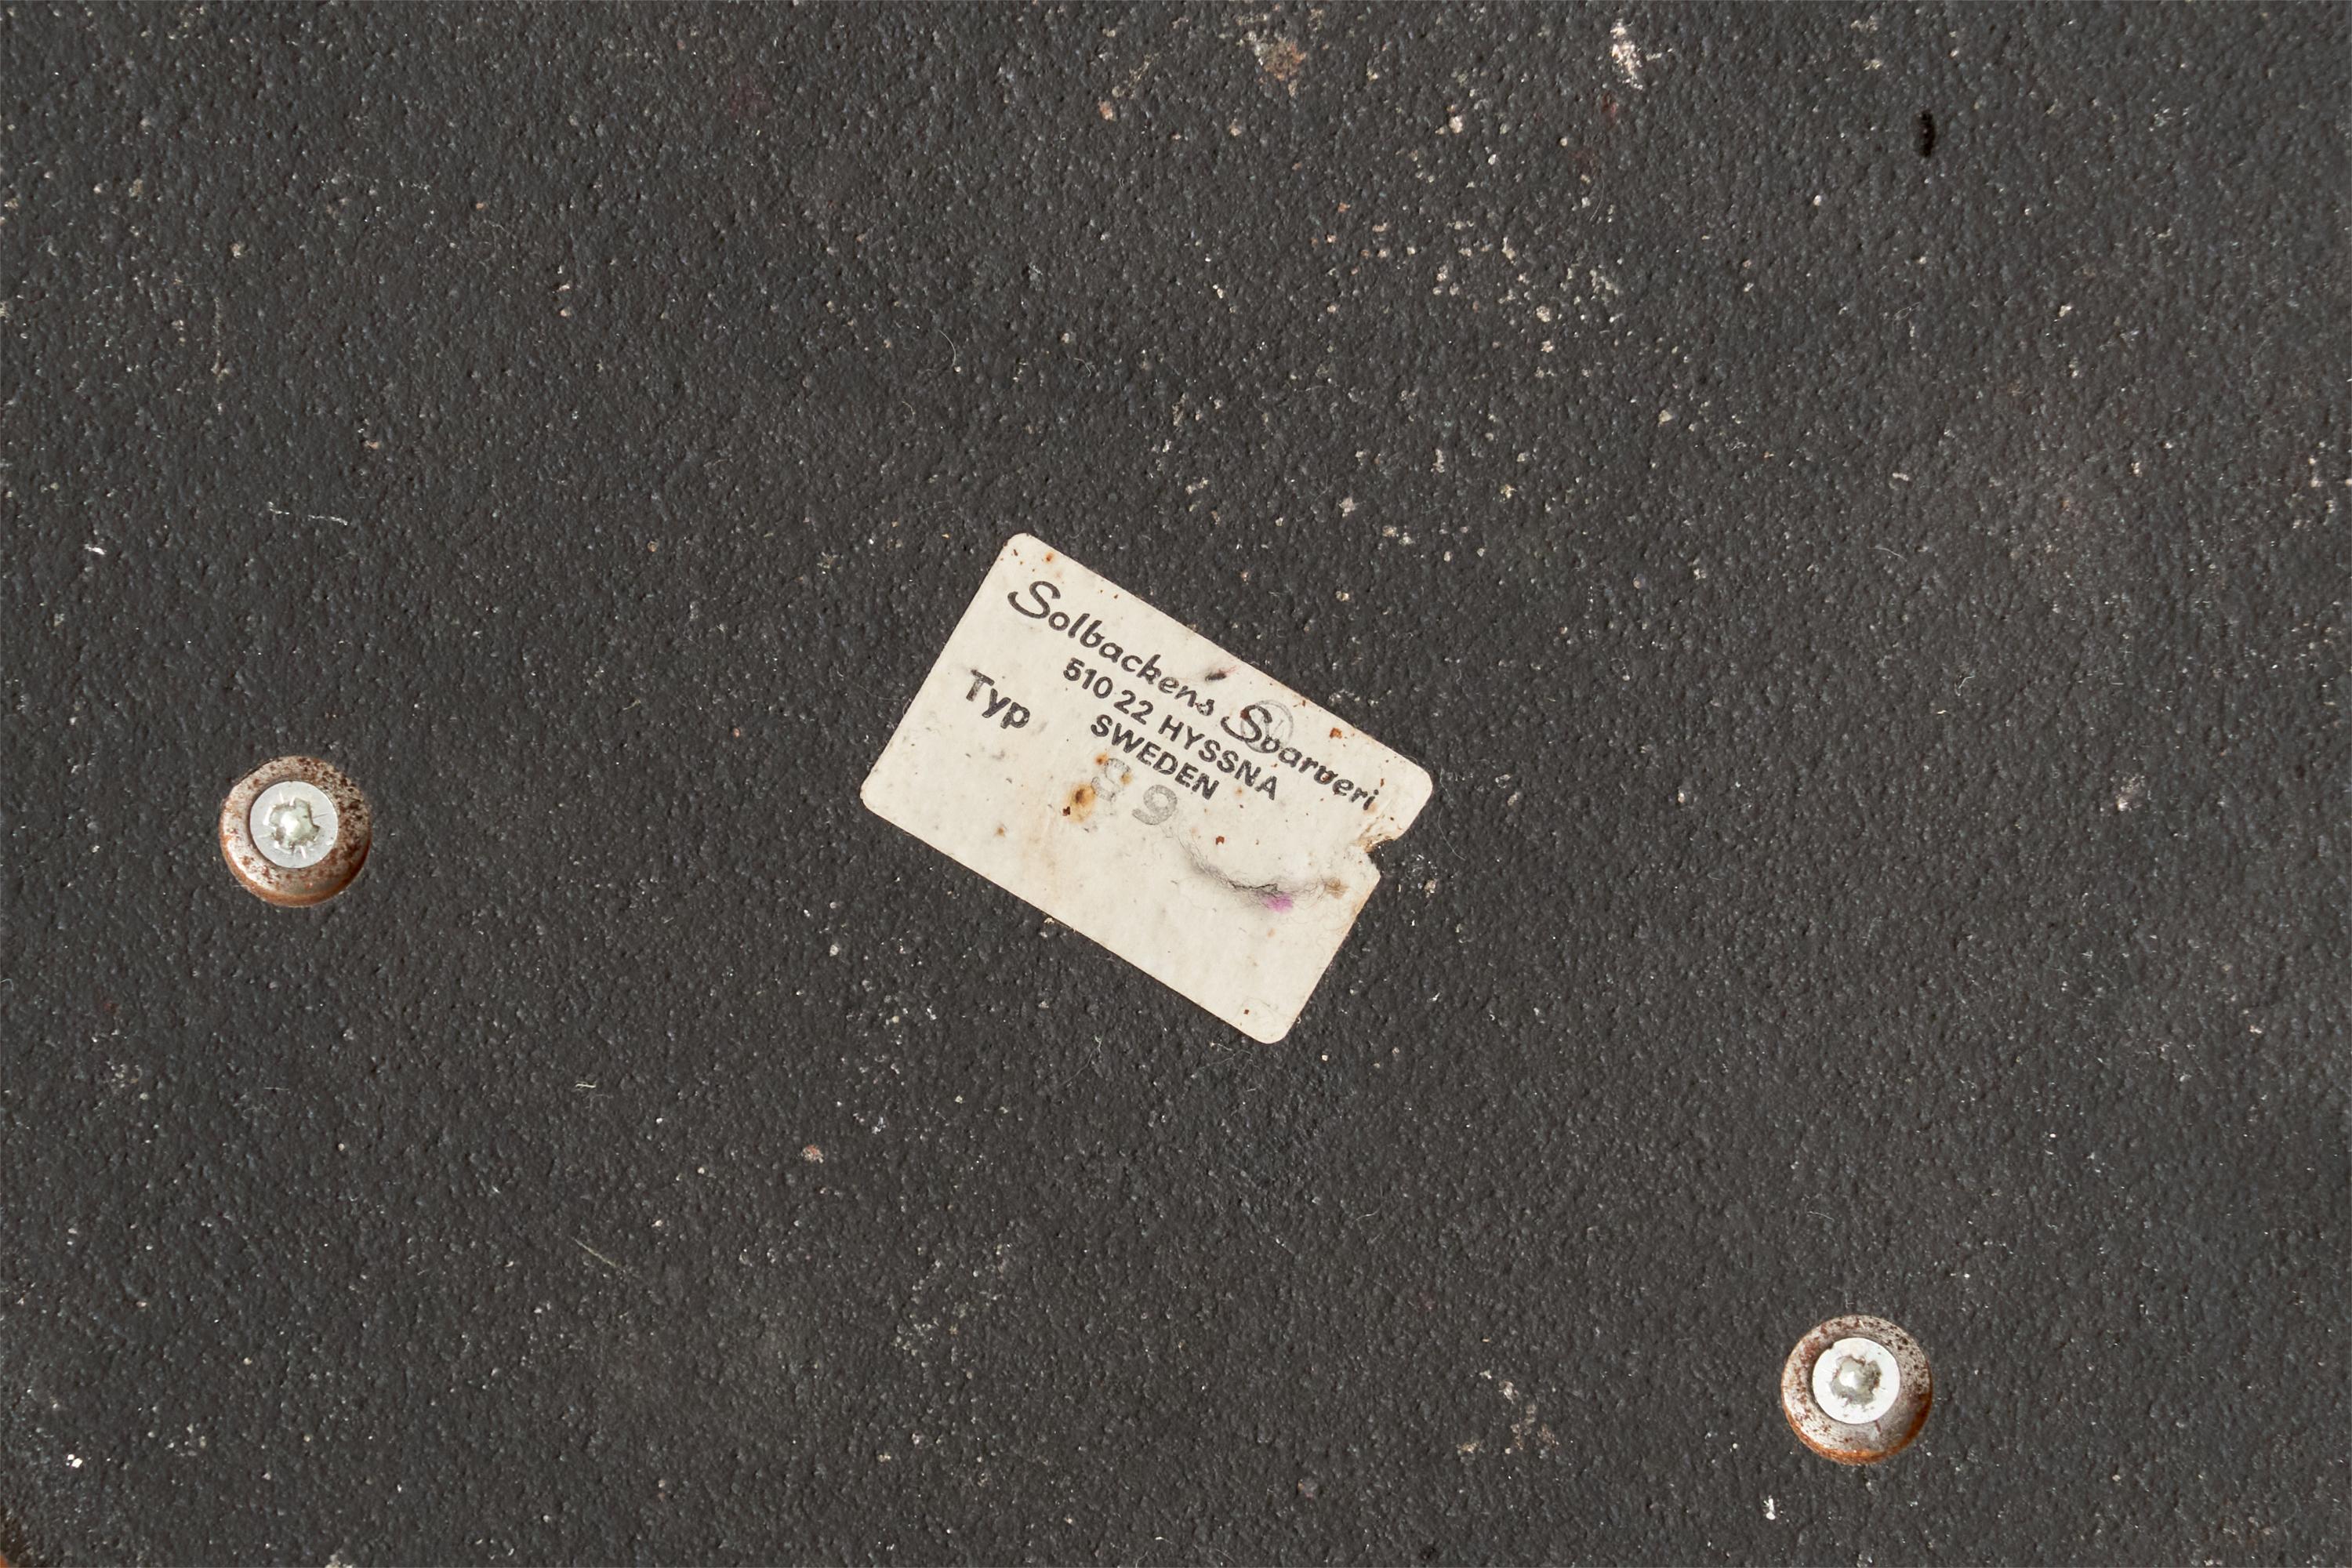 Solbackens Svarveri
510 22 HYSSNA
Typ SWEDEN